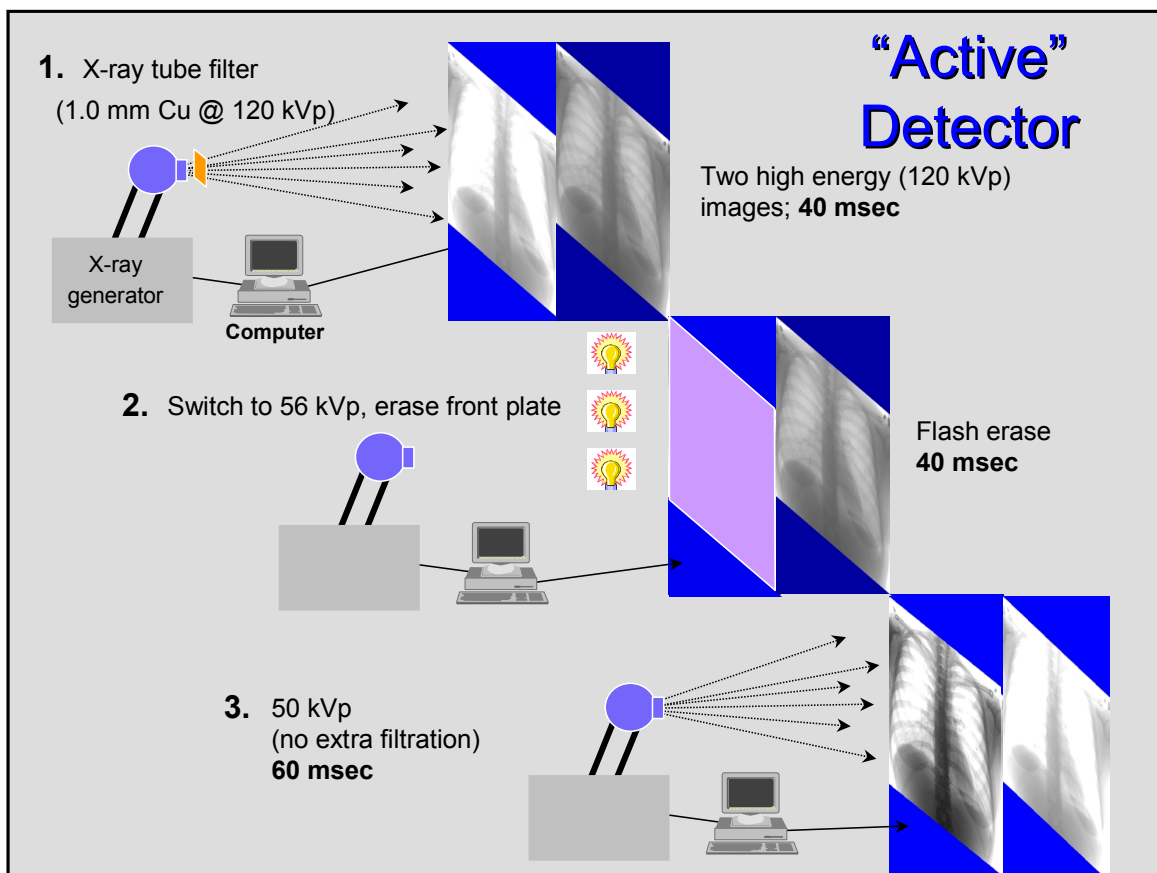 “Active”
Detector
1. X-ray tube filter
(1.0 mm Cu @ 120 kVp)
Two high energy (120 kVp)
images; 40 msec
X-ray
generator
Computer
2. Switch to 56 kVp, erase front plate
Flash erase
40 msec
3. 50 kVp
(no extra filtration)
60 msec